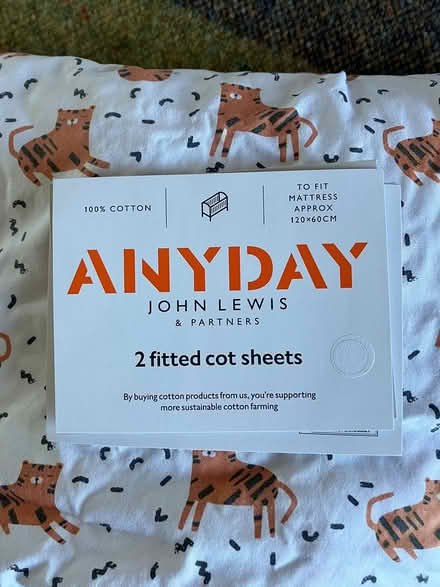 100% COTTON
TO FIT
MATTRESS
APPROX
120×60CM
ANYDAY
JOHN LEWIS
& PARTNERS
2 fitted cot sheets
By buying cotton products from us, you're supporting
more sustainable cotton farming